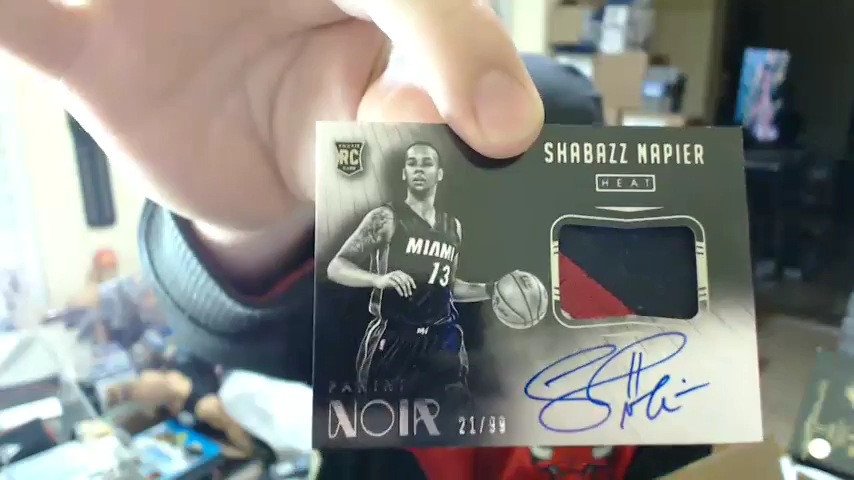 RC
SHABAZZ NAPIER
HEAT
MIAMI
13
PANINI
NOIR
21/99